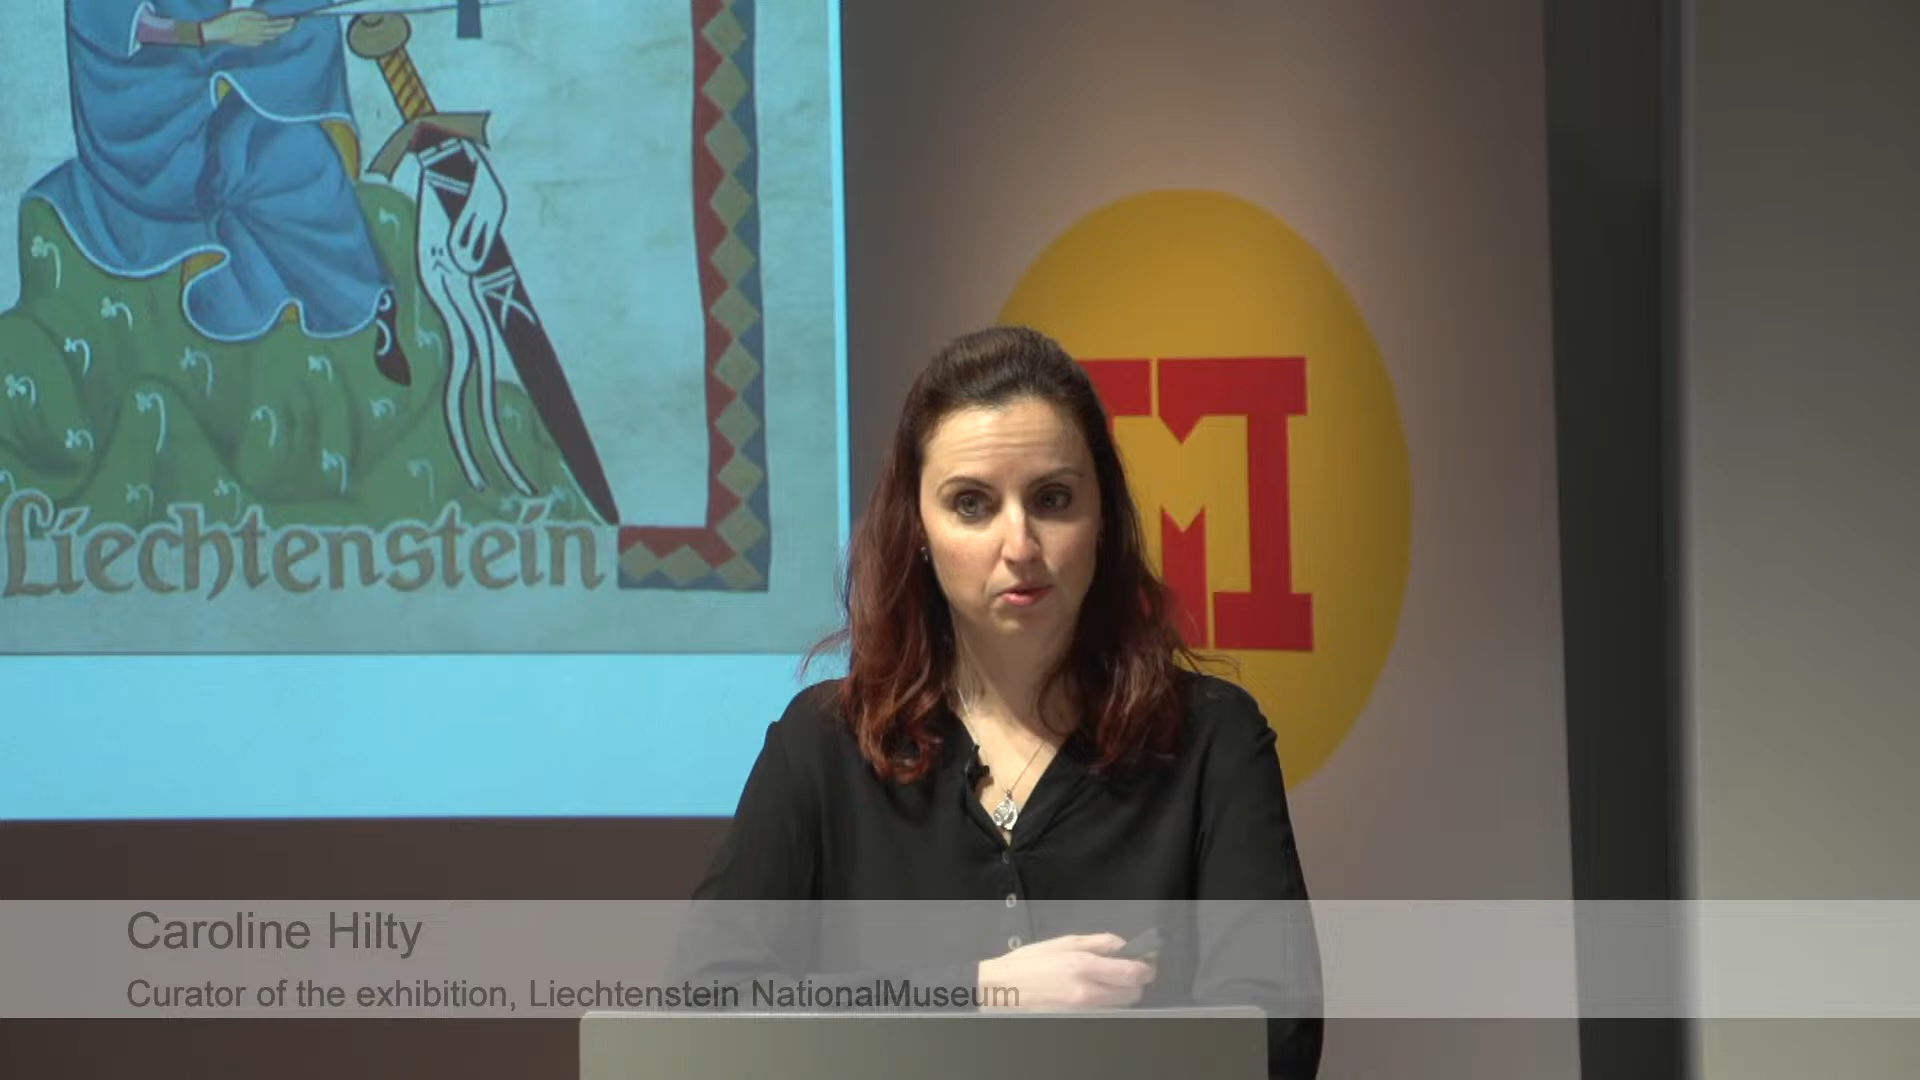 Liechtenstein
M
Caroline Hilty
Curator of the exhibition, Liechtenstein NationalMuseum